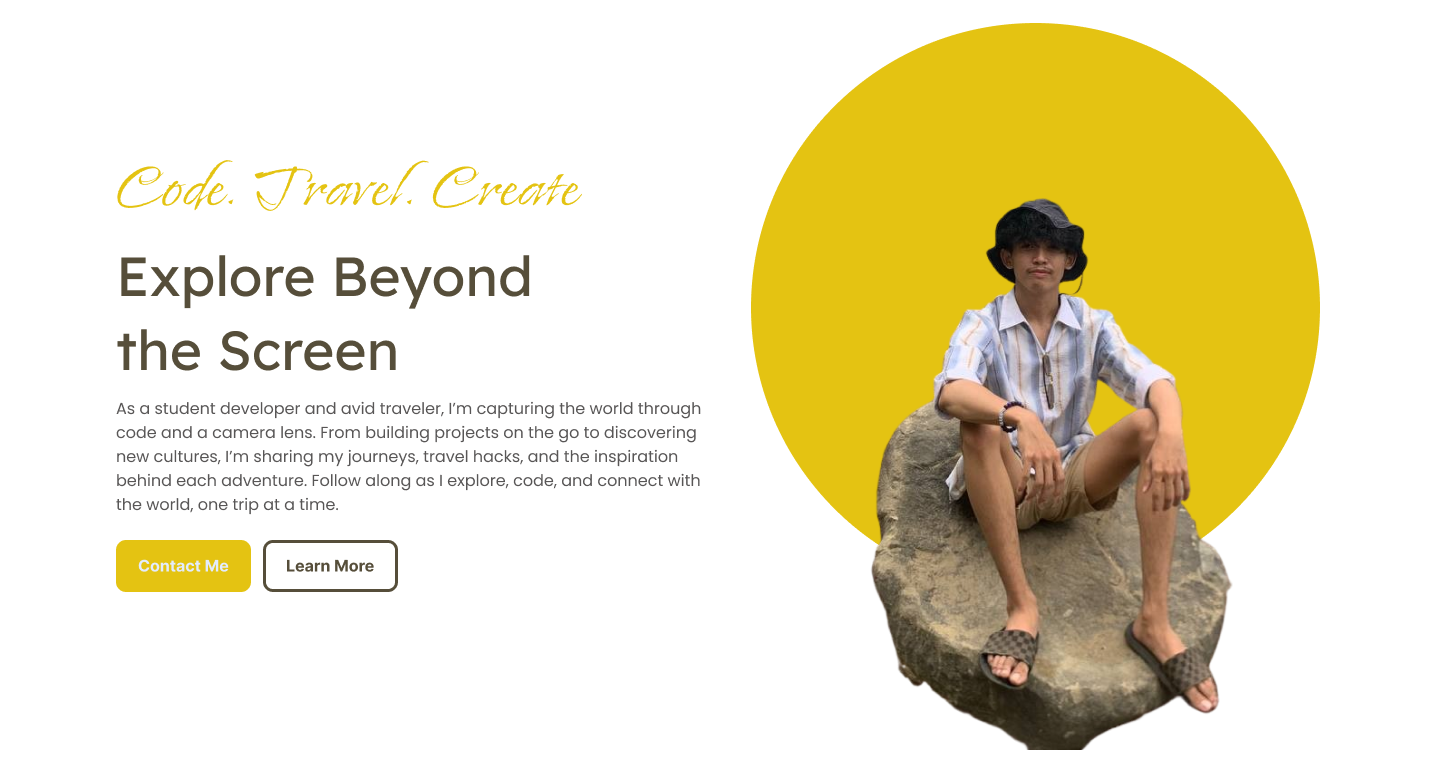 Code. Travel. Create
Explore Beyond
the Screen
As a student developer and avid traveler, I’m capturing the world through
code and a camera lens. From building projects on the go to discovering
new cultures, I’m sharing my journeys, travel hacks, and the inspiration
behind each adventure. Follow along as I explore, code, and connect with
the world, one trip at a time.
Contact Me
Learn More